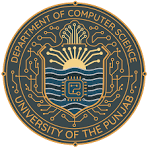 DEPARTMENT OF COMPUTER SCIENCE
UNIVERSITY OF THE PUNJAB